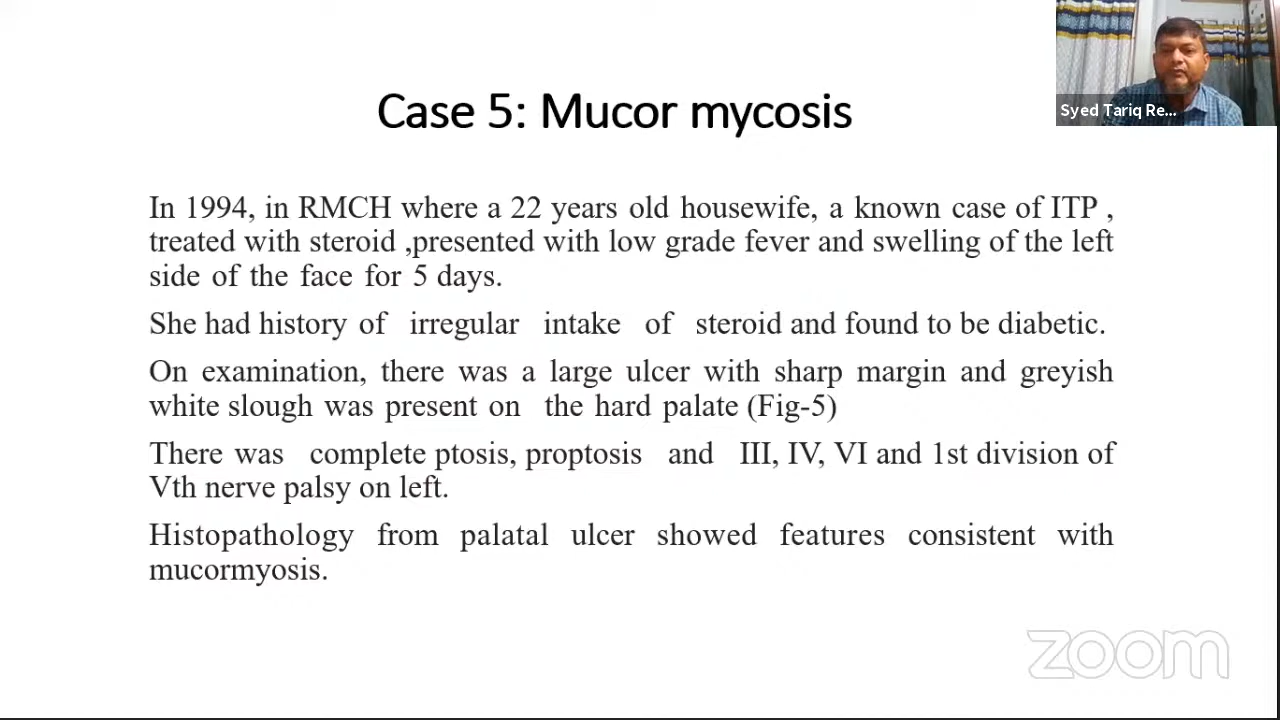 Case 5: Mucor mycosis
Syed Tariq Re...
In 1994, in RMCH where a 22 years old housewife, a known case of ITP ,
treated with steroid ,presented with low grade fever and swelling of the left
side of the face for 5 days.
She had history of irregular intake of steroid and found to be diabetic.
On examination, there was a large ulcer with sharp margin and greyish
white slough was present on the hard palate (Fig-5)
There was complete ptosis, proptosis and III, IV, VI and 1st division of
Vth nerve palsy on left.
Histopathology from palatal ulcer showed features consistent with
mucormyosis.
zoom